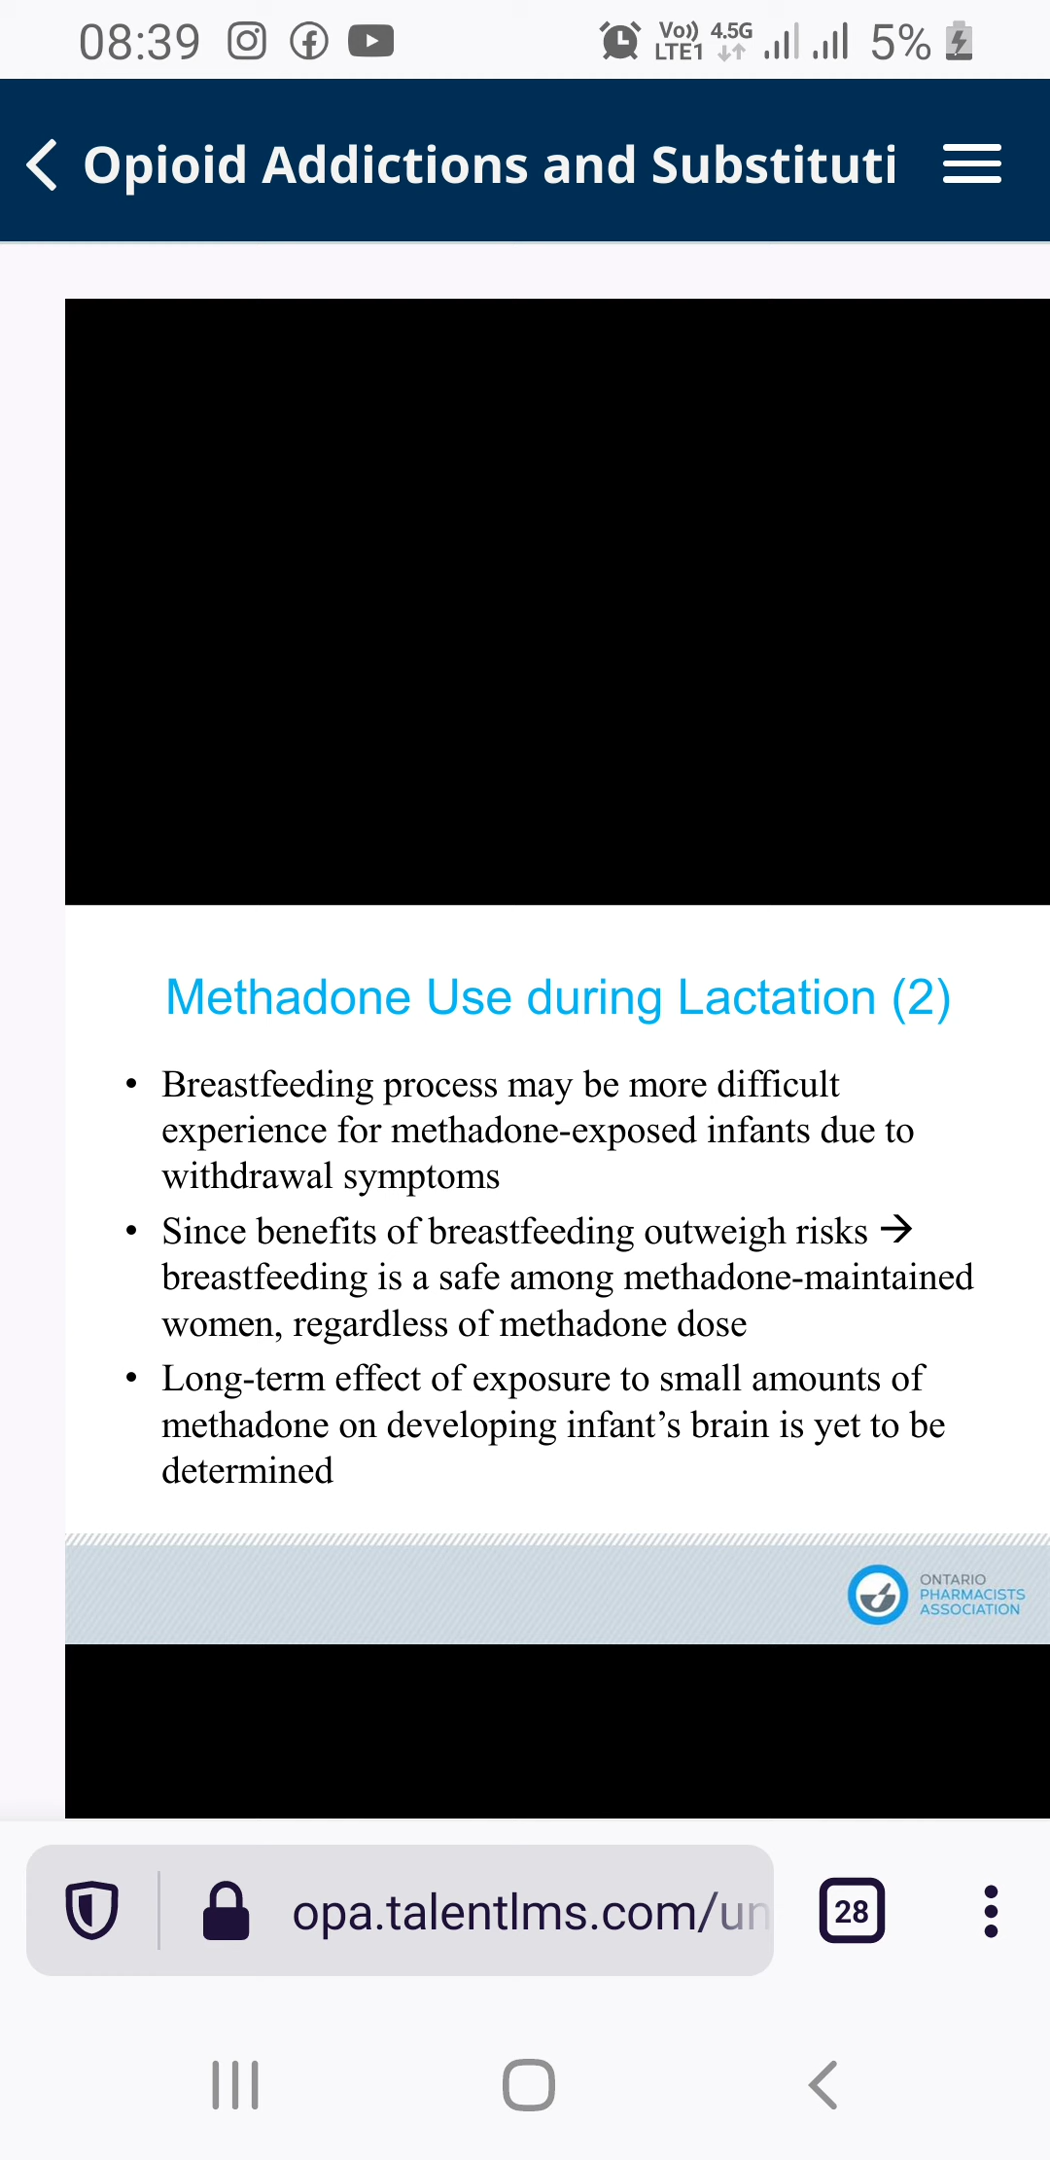 08:39 Vo)) LTE1 4.5G 5%
Opioid Addictions and Substituti
Methadone Use during Lactation (2)
• Breastfeeding process may be more difficult
experience for methadone-exposed infants due to
withdrawal symptoms
• Since benefits of breastfeeding outweigh risks →
breastfeeding is a safe among methadone-maintained
women, regardless of methadone dose
• Long-term effect of exposure to small amounts of
methadone on developing infant’s brain is yet to be
determined
ONTARIO
PHARMACISTS
ASSOCIATION
opa.talentlms.com/un
28